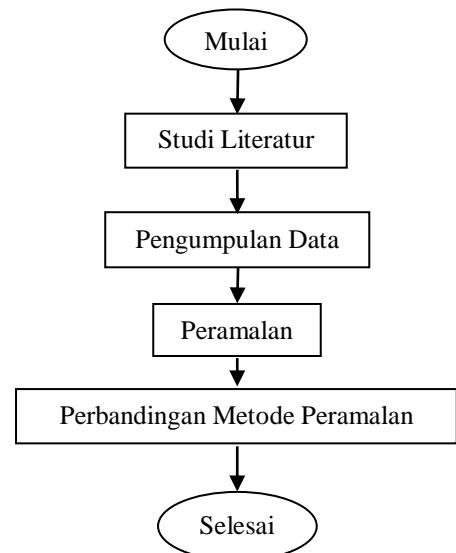 Mulai
Studi Literatur
Pengumpulan Data
Peramalan
Perbandingan Metode Peramalan
Selesai